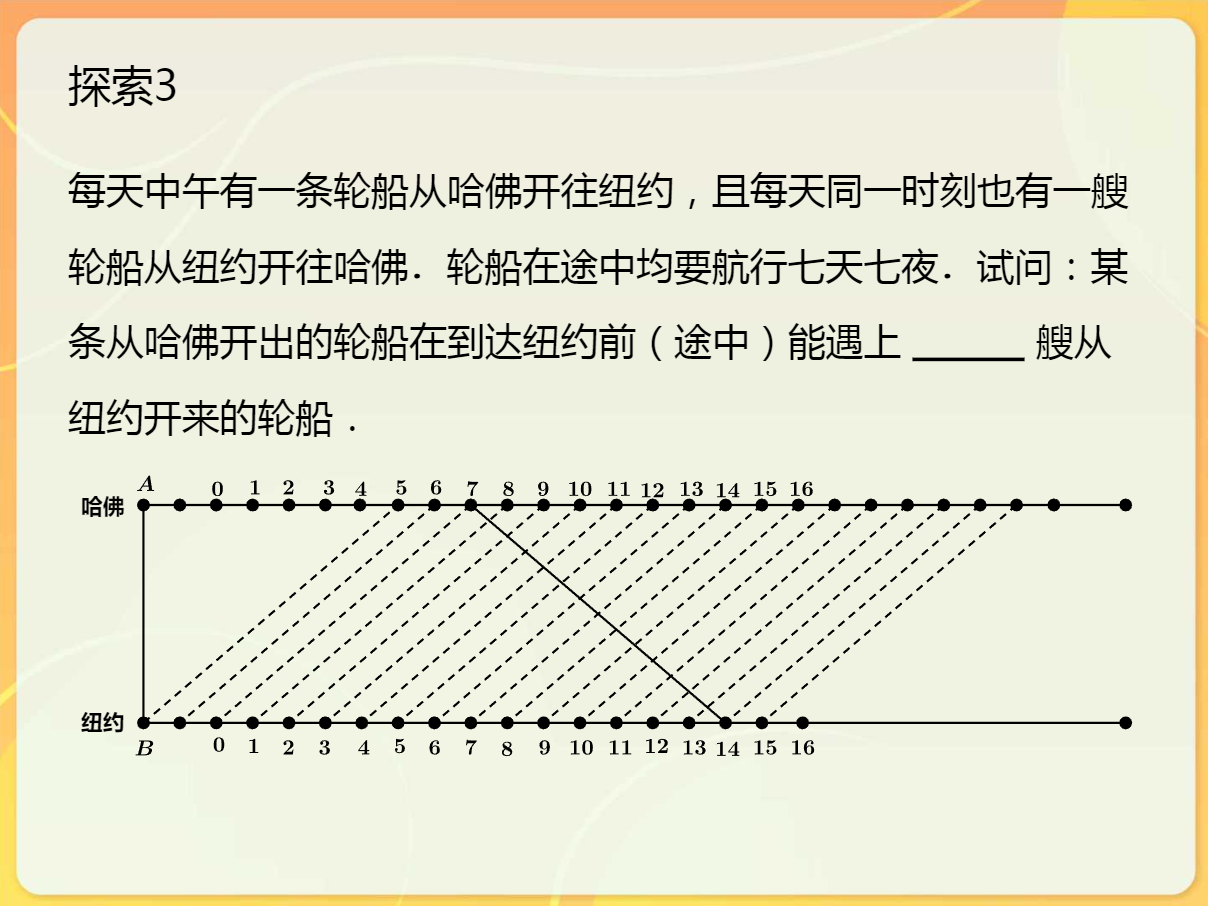 探索3
每天中午有一条轮船从哈佛开往纽约，且每天同一时刻也有一艘
轮船从纽约开往哈佛．轮船在途中均要航行七天七夜．试问：某
条从哈佛开出的轮船在到达纽约前（途中）能遇上 ______ 艘从
纽约开来的轮船．
A 0 1 2 3 4 5 6 7 8 9 10 11 12 13 14 15 16
哈佛
纽约
B 0 1 2 3 4 5 6 7 8 9 10 11 12 13 14 15 16